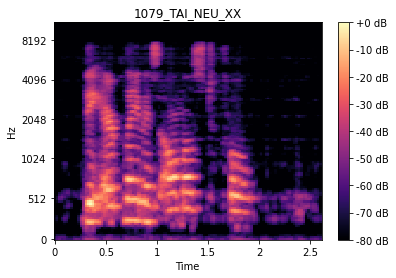 1079_TAI_NEU_XX
+0 dB
8192
-10 dB
4096
-20 dB
-30 dB
2048
Hz
-40 dB
1024
-50 dB
512
-60 dB
-70 dB
0
-80 dB
0 0.5 1 1.5 2 2.5
Time